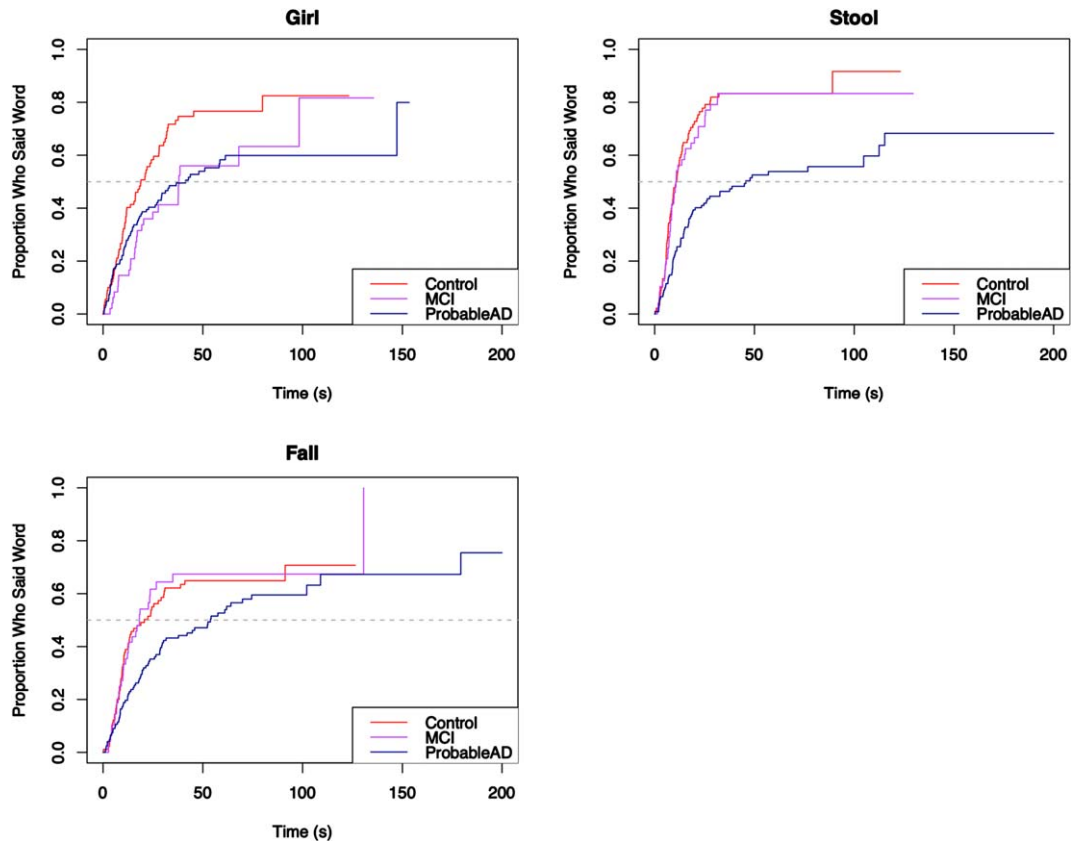 Girl
Proportion Who Said Word
1.0
0.8
0.6
0.4
0.2
0.0
Control
MCI
ProbableAD
0 50 100 150 200
Time (s)
Stool
Proportion Who Said Word
1.0
0.8
0.6
0.4
0.2
0.0
Control
MCI
ProbableAD
0 50 100 150 200
Time (s)
Fall
Proportion Who Said Word
1.0
0.8
0.6
0.4
0.2
0.0
Control
MCI
ProbableAD
0 50 100 150 200
Time (s)